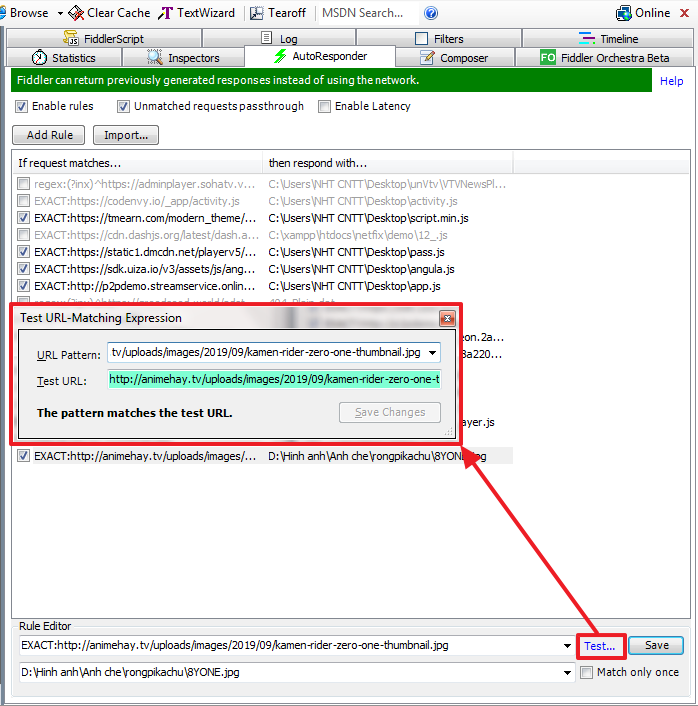 Browse Clear Cache TextWizard Tearoff MSDN Search... Online
FiddlerScript Log Filters Timeline
Statistics Inspectors AutoResponder Composer FO Fiddler Orchestra Beta
Fiddler can return previously generated responses instead of using the network. Help
Enable rules Unmatched requests passthrough Enable Latency
Add Rule Import...
If request matches... then respond with...
regex:(?inx)^https://adminplayer.sohatv.v... C:\Users\NHT CNTT\Desktop\unVtv\VTVNewsPl...
EXACT:https://codenvy.io/_app/activity.js C:\Users\NHT CNTT\Desktop\activity.js
EXACT:https://tmearn.com/modern_theme/... C:\Users\NHT CNTT\Desktop\script.min.js
EXACT:https://cdn.dashjs.org/latest/dash.a... C:\xampp\htdocs\netfix\demo\12_.js
EXACT:https://static1.dmcdn.net/playerv5/... C:\Users\NHT CNTT\Desktop\pass.js
EXACT:https://sdk.uiza.io/v3/assets/js/ang... C:\Users\NHT CNTT\Desktop\angula.js
EXACT:http://p2pdemo.streamservice.onlin... C:\Users\NHT CNTT\Desktop\app.js
Test URL-Matching Expression
eon.2a...
URL Pattern: tv/uploads/images/2019/09/kamen-rider-zero-one-thumbnail.jpg 8a220...
Test URL: http://animehay.tv/uploads/images/2019/09/kamen-rider-zero-one-t
The pattern matches the test URL. Save Changes
ayer.js
EXACT:http://animehay.tv/uploads/images/... D:\Hinh anh\Anh che\rongpikachu\8YONE.jpg
Rule Editor
EXACT:http://animehay.tv/uploads/images/2019/09/kamen-rider-zero-one-thumbnail.jpg Test... Save
D:\Hinh anh\Anh che\rongpikachu\8YONE.jpg Match only once